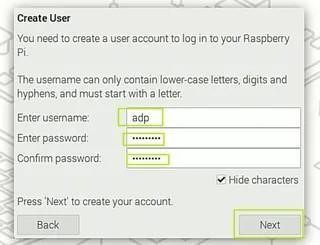 Create User
You need to create a user account to log in to your Raspberry
Pi.
The username can only contain lower-case letters, digits and
hyphens, and must start with a letter.
Enter username: adp
Enter password: •••••••••
Confirm password: •••••••••
Hide characters
Press 'Next' to create your account.
Back Next